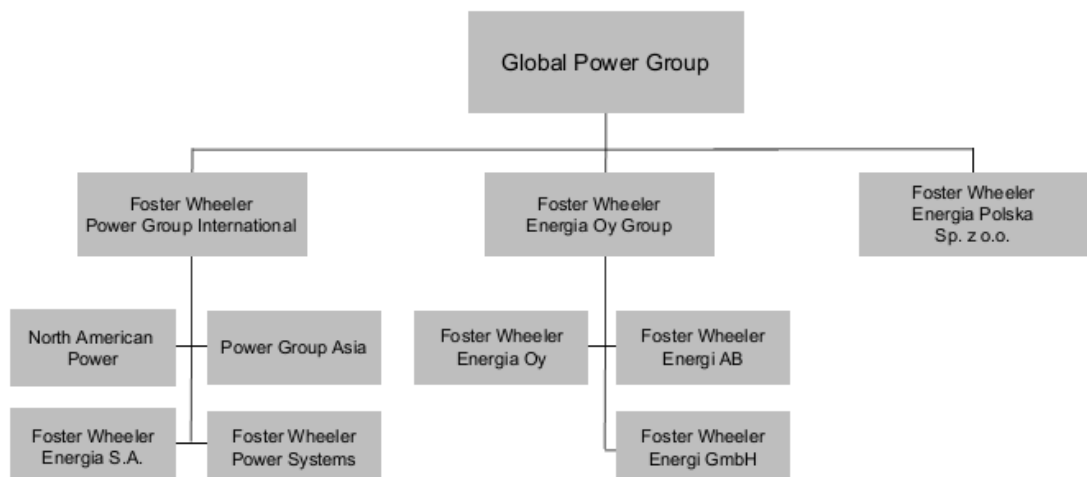 Global Power Group
Foster Wheeler
Power Group International
Foster Wheeler
Energia Oy Group
Foster Wheeler
Energia Polska
Sp. z o.o.
North American
Power
Power Group Asia
Foster Wheeler
Energia Oy
Foster Wheeler
Energi AB
Foster Wheeler
Energia S.A.
Foster Wheeler
Power Systems
Foster Wheeler
Energi GmbH